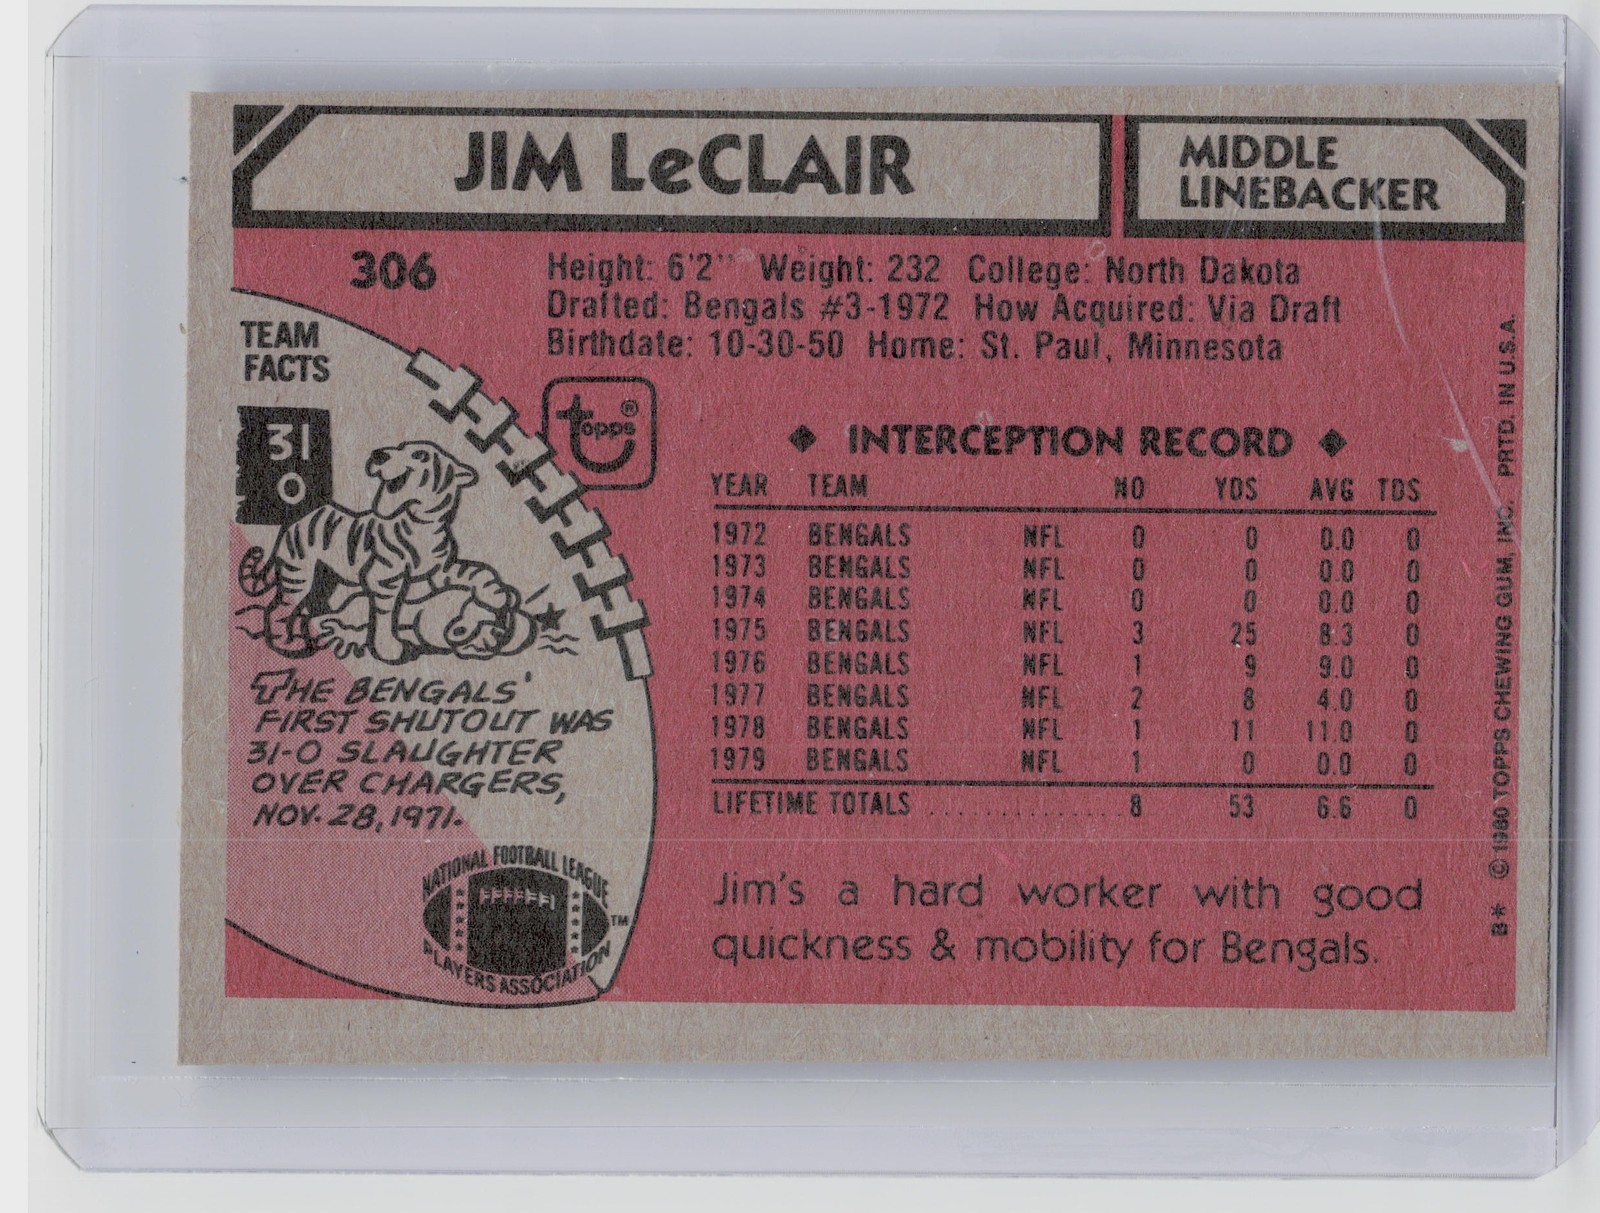 JIM LeCLAIR
MIDDLE
LINEBACKER
306
Height: 6'2" Weight: 232 College: North Dakota
Drafted: Bengals #3-1972 How Acquired: Via Draft
Birthdate: 10-30-50 Home: St. Paul, Minnesota
TEAM
FACTS
31
0
topps®
THE BENGALS'
FIRST SHUTOUT WAS
31-0 SLAUGHTER
OVER CHARGERS,
NOV. 28, 1971.
NATIONAL FOOTBALL LEAGUE
PLAYERS ASSOCIATION
TM
◆ INTERCEPTION RECORD ◆
YEAR TEAM NO YDS AVG TDS
1972 BENGALS NFL 0 0 0.0 0
1973 BENGALS NFL 0 0 0.0 0
1974 BENGALS NFL 0 0 0.0 0
1975 BENGALS NFL 3 25 8.3 0
1976 BENGALS NFL 1 9 9.0 0
1977 BENGALS NFL 2 8 4.0 0
1978 BENGALS NFL 1 11 11.0 0
1979 BENGALS NFL 1 0 0.0 0
LIFETIME TOTALS ............... 8 53 6.6 0
Jim's a hard worker with good
quickness & mobility for Bengals.
B* © 1980 TOPPS CHEWING GUM, INC. PRTD. IN U.S.A.